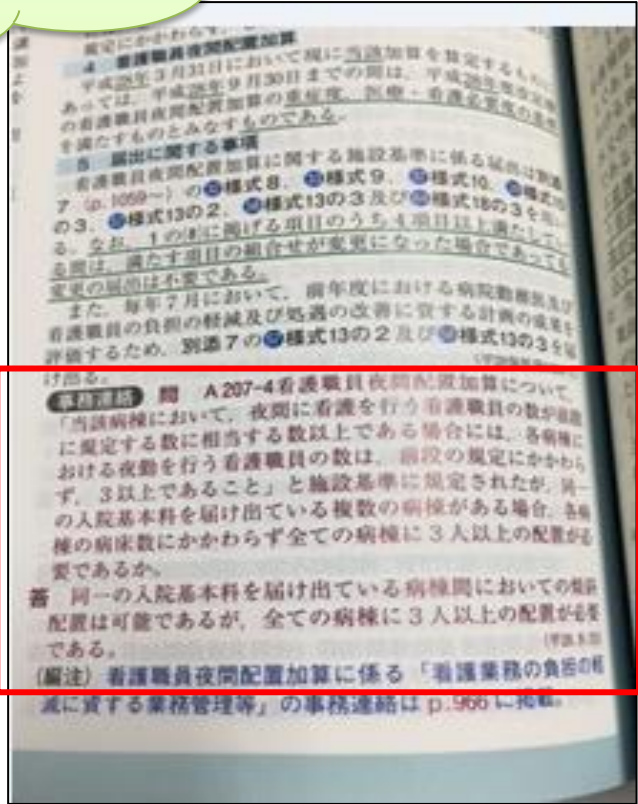 規定にかかわらず、
4 看護職員夜間配置加算
平成28年3月31日において現に当該加算を算定するものに
あっては、平成28年9月30日までの間は、平成28年度改定後
の看護職員夜間配置加算の重症度、医療・看護必要度の基準
を満たすものとみなすものである。
5 届出に関する事項
看護職員夜間配置加算に関する施設基準に係る届出は別添
7（p.1059～）の様式8、様式9、様式10、
の3、様式13の2、様式13の3及び様式18の3を用い
る。なお、1の に掲げる項目のうち4項目以上満たしてい
る間は、満たす項目の組合せが変更になった場合であっても
変更の届出は不要である。
また、毎年7月において、前年度における病院勤務医及び
看護職員の負担の軽減及び処遇の改善に資する計画の成果を
評価するため、別添7の様式13の2及び様式13の3を届
け出る。
事務連絡 問 A207-4看護職員夜間配置加算について、
「当該病棟において、夜間に看護を行う看護職員の数が前段
に規定する数に相当する数以上である場合には、各病棟に
おける夜勤を行う看護職員の数は、前段の規定にかかわら
ず、3以上であること」と施設基準に規定されたが、同一
の入院基本料を届け出ている複数の病棟がある場合、各病
棟の病床数にかかわらず全ての病棟に3人以上の配置が必
要であるか。
答 同一の入院基本料を届け出ている病棟間においての傾斜
配置は可能であるが、全ての病棟に3人以上の配置が必要
である。
（編注）看護職員夜間配置加算に係る「看護業務の負担の軽
減に資する業務管理等」の事務連絡は p.966 に掲載。